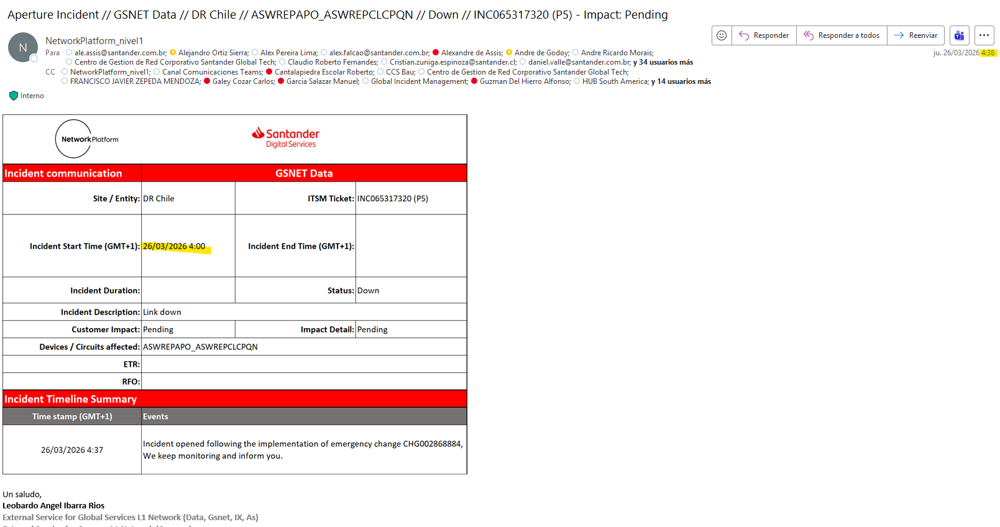 Aperture Incident // GSNET Data // DR Chile // ASWREPAPO_ASWREPCLCPQN // Down // INC065317320 (P5) - Impact: Pending
N
NetworkPlatform_nivel1
Responder
Responder a todos
Reenviar
ju. 26/03/2026 4:38
Para ale.assis@santander.com.br; Alejandro Ortiz Sierra; Alex Pereira Lima; alex.falcao@santander.com.br; Alexandre de Assis; Andre de Godoy; Andre Ricardo Morais;
Centro de Gestion de Red Corporativo Santander Global Tech; Claudio Roberto Fernandes; Cristian.zuniga.espinoza@santander.cl; daniel.valle@santander.com.br; y 34 usuarios más
CC NetworkPlatform_nivel1; Canal Comunicaciones Teams; Cantalapiedra Escolar Roberto; CCS Bau; Centro de Gestion de Red Corporativo Santander Global Tech;
FRANCISCO JAVIER ZEPEDA MENDOZA; Galey Cozar Carlos; Garcia Salazar Manuel; Global Incident Management; Guzman Del Hierro Alfonso; HUB South America; y 14 usuarios más
Interno
NetworkPlatform
Santander
Digital Services
Incident communication GSNET Data
Site / Entity: DR Chile ITSM Ticket: INC065317320 (P5)
Incident Start Time (GMT+1): 26/03/2026 4:00 Incident End Time (GMT+1):
Incident Duration: Status: Down
Incident Description: Link down
Customer Impact: Pending Impact Detail: Pending
Devices / Circuits affected: ASWREPAPO_ASWREPCLCPQN
ETR:
RFO:
Incident Timeline Summary
Time stamp (GMT+1) Events
26/03/2026 4:37 Incident opened following the implementation of emergency change CHG002868884,
We keep monitoring and inform you.
Un saludo,
Leobardo Angel Ibarra Rios
External Service for Global Services L1 Network (Data, Gsnet, IX, As)